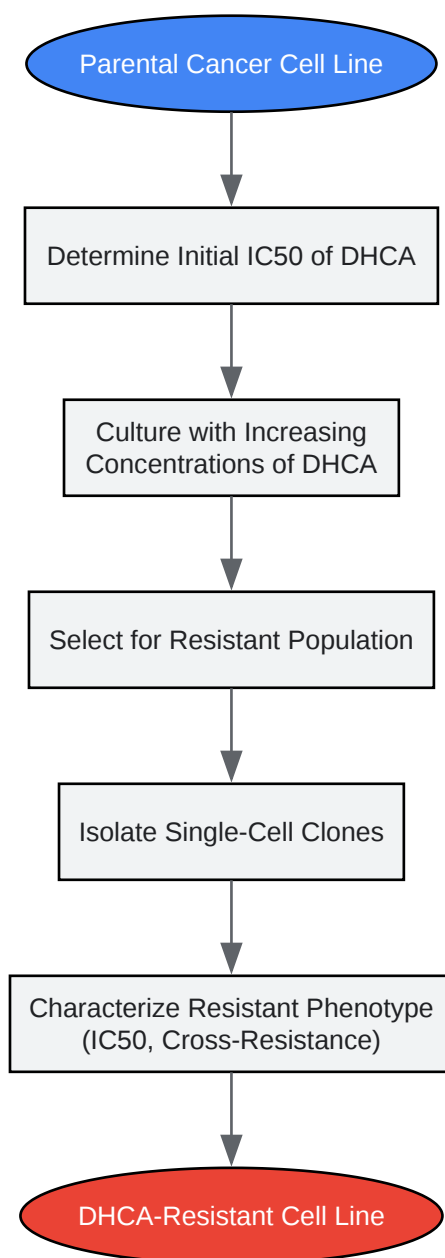 Parental Cancer Cell Line
Determine Initial IC50 of DHCA
Culture with Increasing
Concentrations of DHCA
Select for Resistant Population
Isolate Single-Cell Clones
Characterize Resistant Phenotype
(IC50, Cross-Resistance)
DHCA-Resistant Cell Line